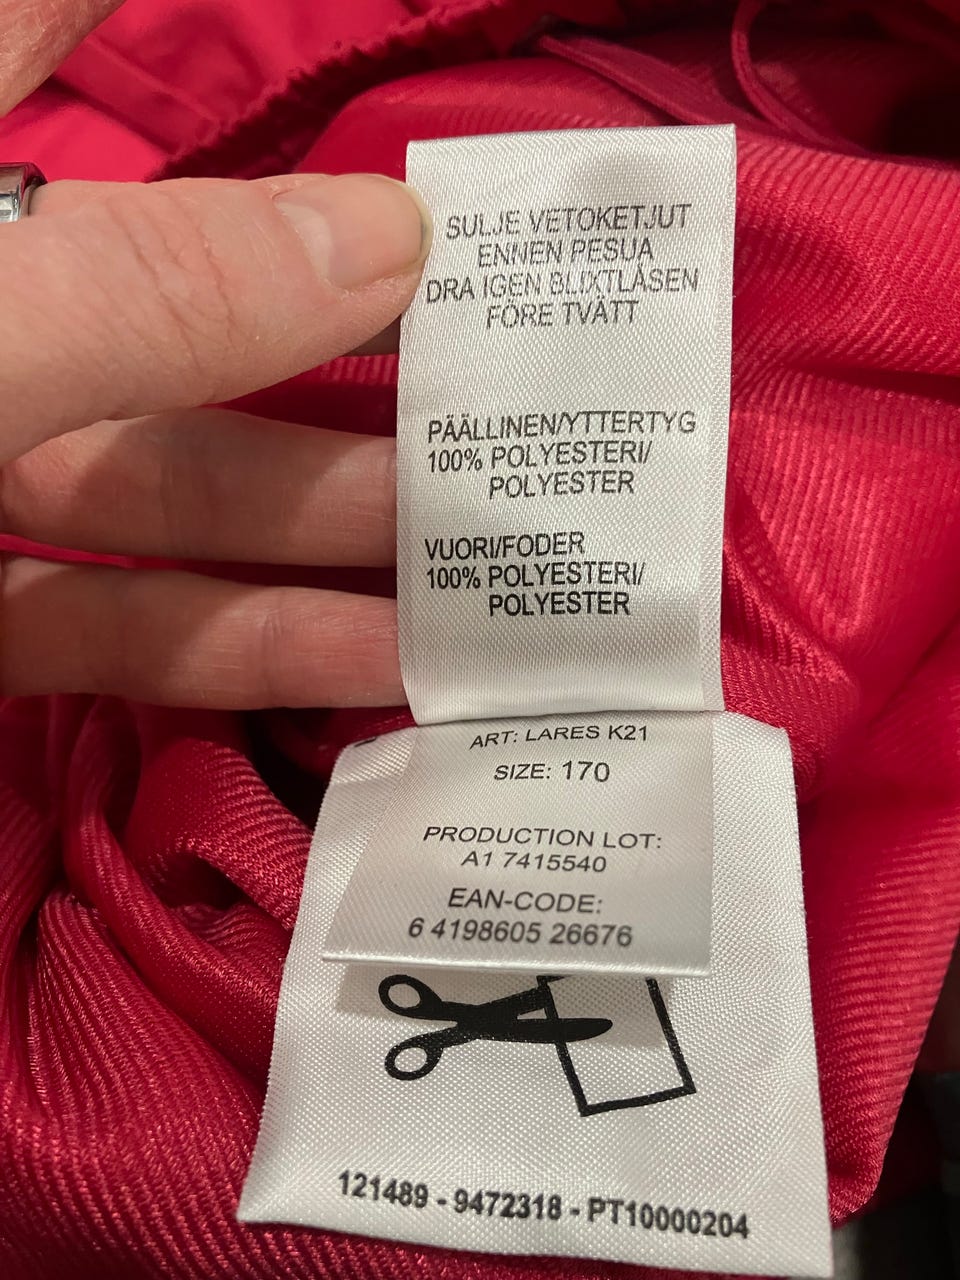 SULJE VETOKETJUT
ENNEN PESUA
DRA IGEN BLIXTLÅSEN
FÖRE TVÄTT
PÄÄLLINEN/YTTERTYG
100% POLYESTERI/
POLYESTER
VUORI/FODER
100% POLYESTERI/
POLYESTER
ART: LARES K21
SIZE: 170
PRODUCTION LOT:
A1 7415540
EAN-CODE:
6 4198605 26676
121489 - 9472318 - PT10000204